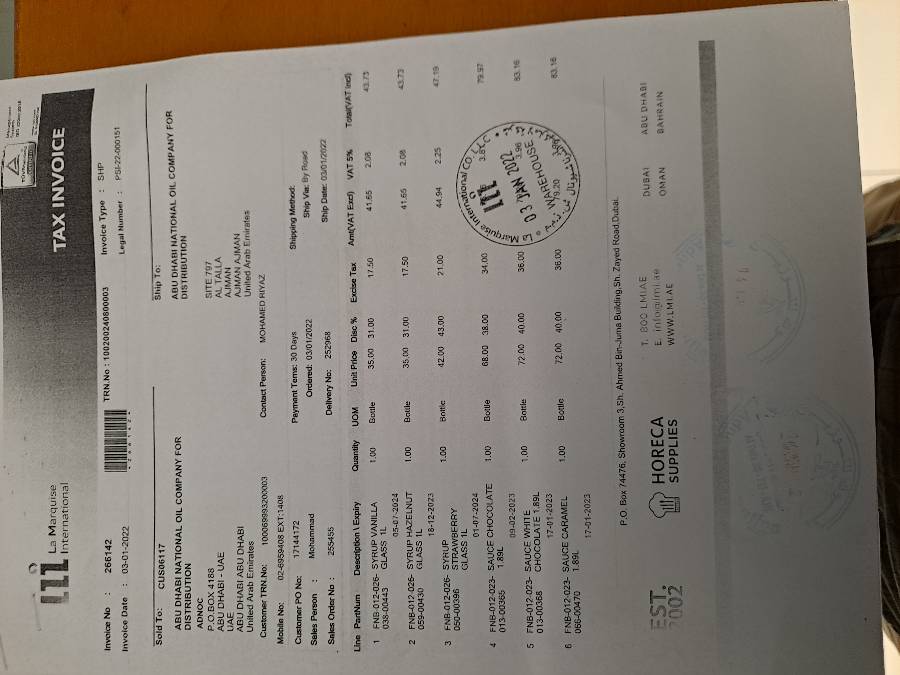 La Marquise
International
TAX INVOICE
Invoice No : 266142
TRN.No : 100200240800003
Invoice Type : SHP
Invoice Date : 03-01-2022
Legal Number : PSI-22-000151
Sold To: CUS06117
ABU DHABI NATIONAL OIL COMPANY FOR
DISTRIBUTION
ADNOC
P.O.BOX 4188
ABU DHABI - UAE
UAE
ABU DHABI ABU DHABI
United Arab Emirates
Ship To:
ABU DHABI NATIONAL OIL COMPANY FOR
DISTRIBUTION
SITE 797
AL TALLA
AJMAN
AJMAN AJMAN
United Arab Emirates
Customer TRN.No: 100069993200003
Contact Person: MOHAMED RIYAZ
Mobile No: 02-6959408 EXT:1408
Customer PO No: 17144172
Payment Tems: 30 Days
Shipping Method:
Sales Person : Mohammad
Ordered: 03/01/2022
Ship Via: By Road
Sales Order No : 255455
Delivery No: 252968
Ship Date: 03/01/2022
Line PartNum Description \ Expiry Quantity UOM Unit Price Disc % Excise Tax Amt(VAT Excl) VAT 5% Total(VAT Incl)
1 FNB-012-026- SYRUP VANILLA 1.00 Bottle 35.00 31.00 17.50 41.65 2.08 43.73
038-00443 GLASS 1L
05-07-2024
2 FNB-012-026- SYRUP HAZELNUT 1.00 Bottle 35.00 31.00 17.50 41.65 2.08 43.73
059-00430 GLASS 1L
18-12-2023
3 FNB-012-026- SYRUP 1.00 Bottle 42.00 43.00 21.00 44.94 2.25 47.19
050-00396 STRAWBERRY
GLASS 1L
01-07-2024
4 FNB-012-023- SAUCE CHOCOLATE 1.00 Bottle 68.00 38.00 34.00 3.81 79.97
013-00365 1.89L
09-02-2023
5 FNB-012-023- SAUCE WHITE 1.00 Bottle 72.00 40.00 36.00 3.96 83.16
013-00368 CHOCOLATE 1.89L
17-01-2023
6 FNB-012-023- SAUCE CARAMEL 1.00 Bottle 72.00 40.00 36.00 79.20 3.96 83.16
066-00470 1.89L
17-01-2023
La Marquise International CO. L.L.C.
03 JAN 2022
WAREHOUSE
P.O. Box 74476, Showroom 3,Sh. Ahmed Bin-Juma Building,Sh. Zayed Road,Dubai.
EST.
2002
HORECA
SUPPLIES
T. 800 LMIAE
E. info@lmi.ae
WWW.LMI.AE
DUBAI ABU DHABI
OMAN BAHRAIN